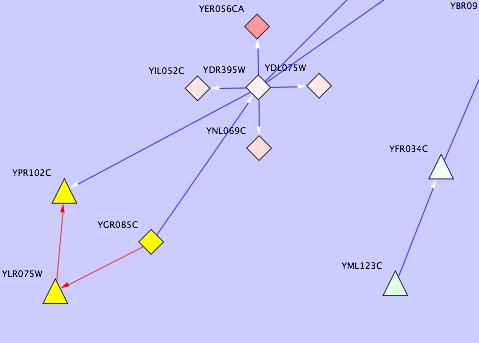 YER056CA
YBR09
YIL052C
YDR395W
YDL075W
YNL069C
YFR034C
YPR102C
YGR085C
YLR075W
YML123C